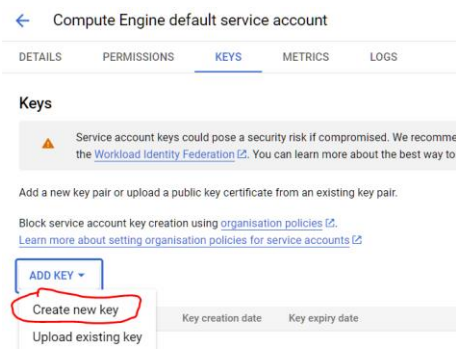 Compute Engine default service account
DETAILS PERMISSIONS KEYS METRICS LOGS
Keys
Service account keys could pose a security risk if compromised. We recomme
the Workload Identity Federation. You can learn more about the best way to
Add a new key pair or upload a public key certificate from an existing key pair.
Block service account key creation using organisation policies.
Learn more about setting organisation policies for service accounts
ADD KEY
Create new key
Key creation date Key expiry date
Upload existing key